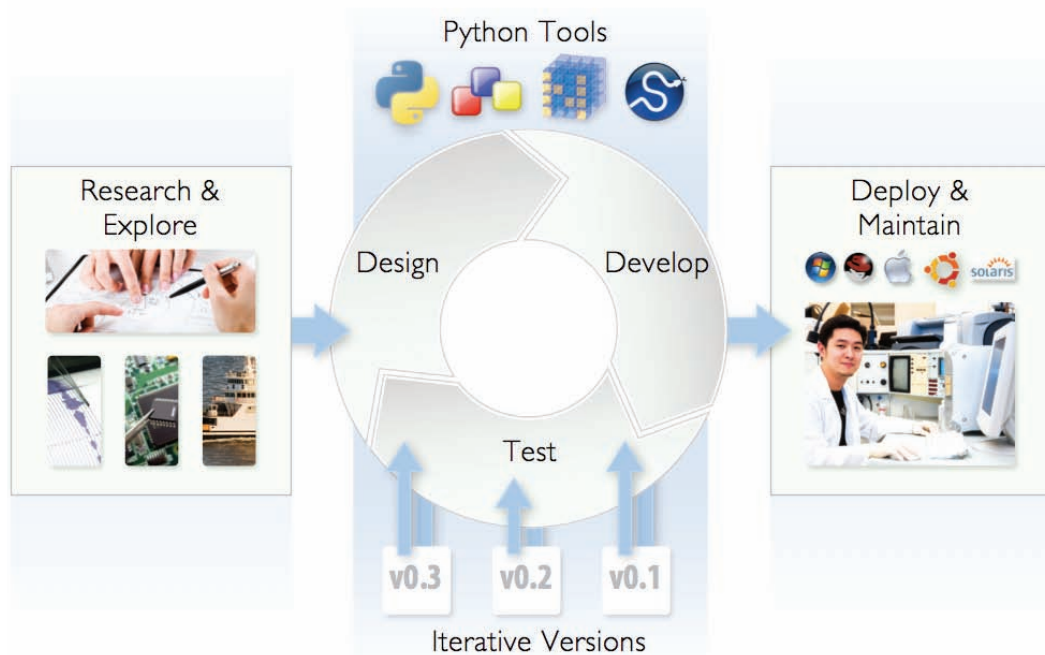 Python Tools
Research &
Explore
Design
Develop
Test
Deploy &
Maintain
solaris
v0.3
v0.2
v0.1
Iterative Versions